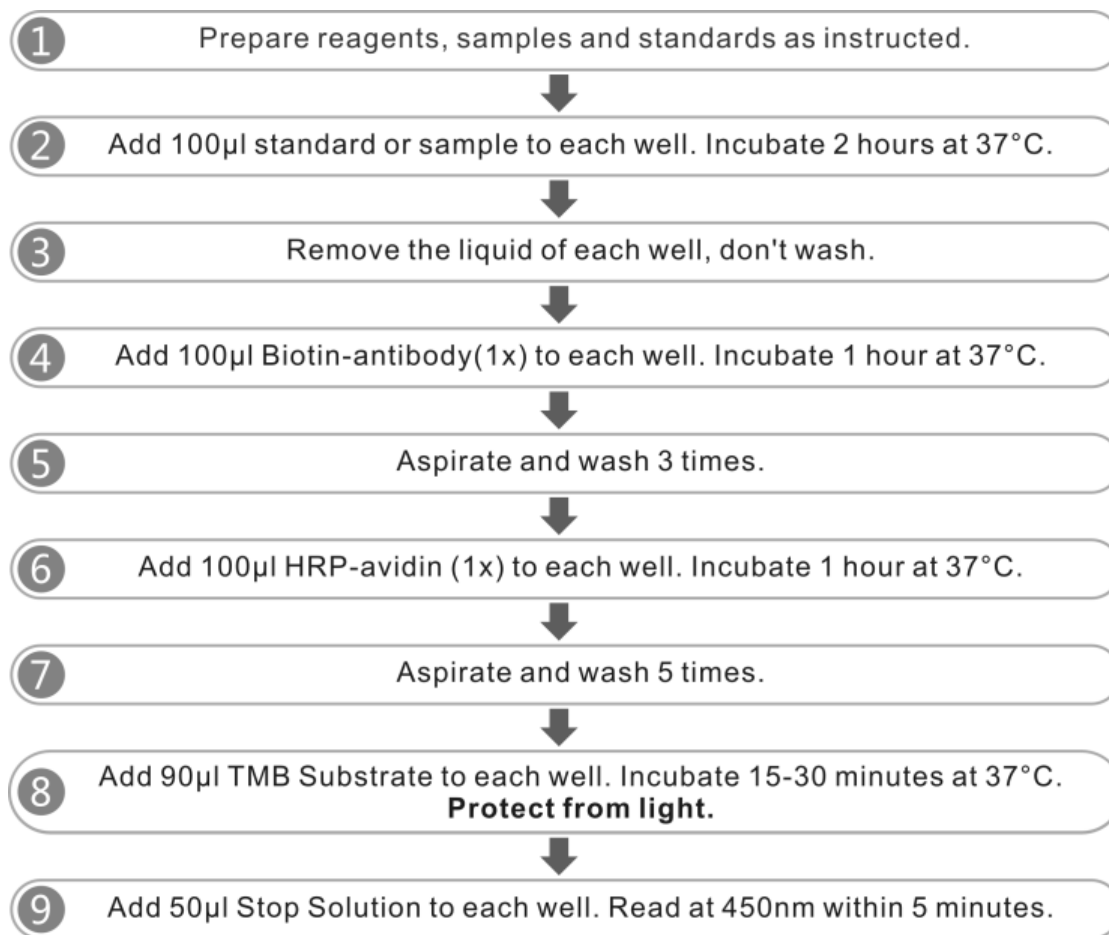 1 Prepare reagents, samples and standards as instructed.
2 Add 100μl standard or sample to each well. Incubate 2 hours at 37°C.
3 Remove the liquid of each well, don't wash.
4 Add 100μl Biotin-antibody(1x) to each well. Incubate 1 hour at 37°C.
5 Aspirate and wash 3 times.
6 Add 100μl HRP-avidin (1x) to each well. Incubate 1 hour at 37°C.
7 Aspirate and wash 5 times.
8 Add 90μl TMB Substrate to each well. Incubate 15-30 minutes at 37°C.
Protect from light.
9 Add 50μl Stop Solution to each well. Read at 450nm within 5 minutes.